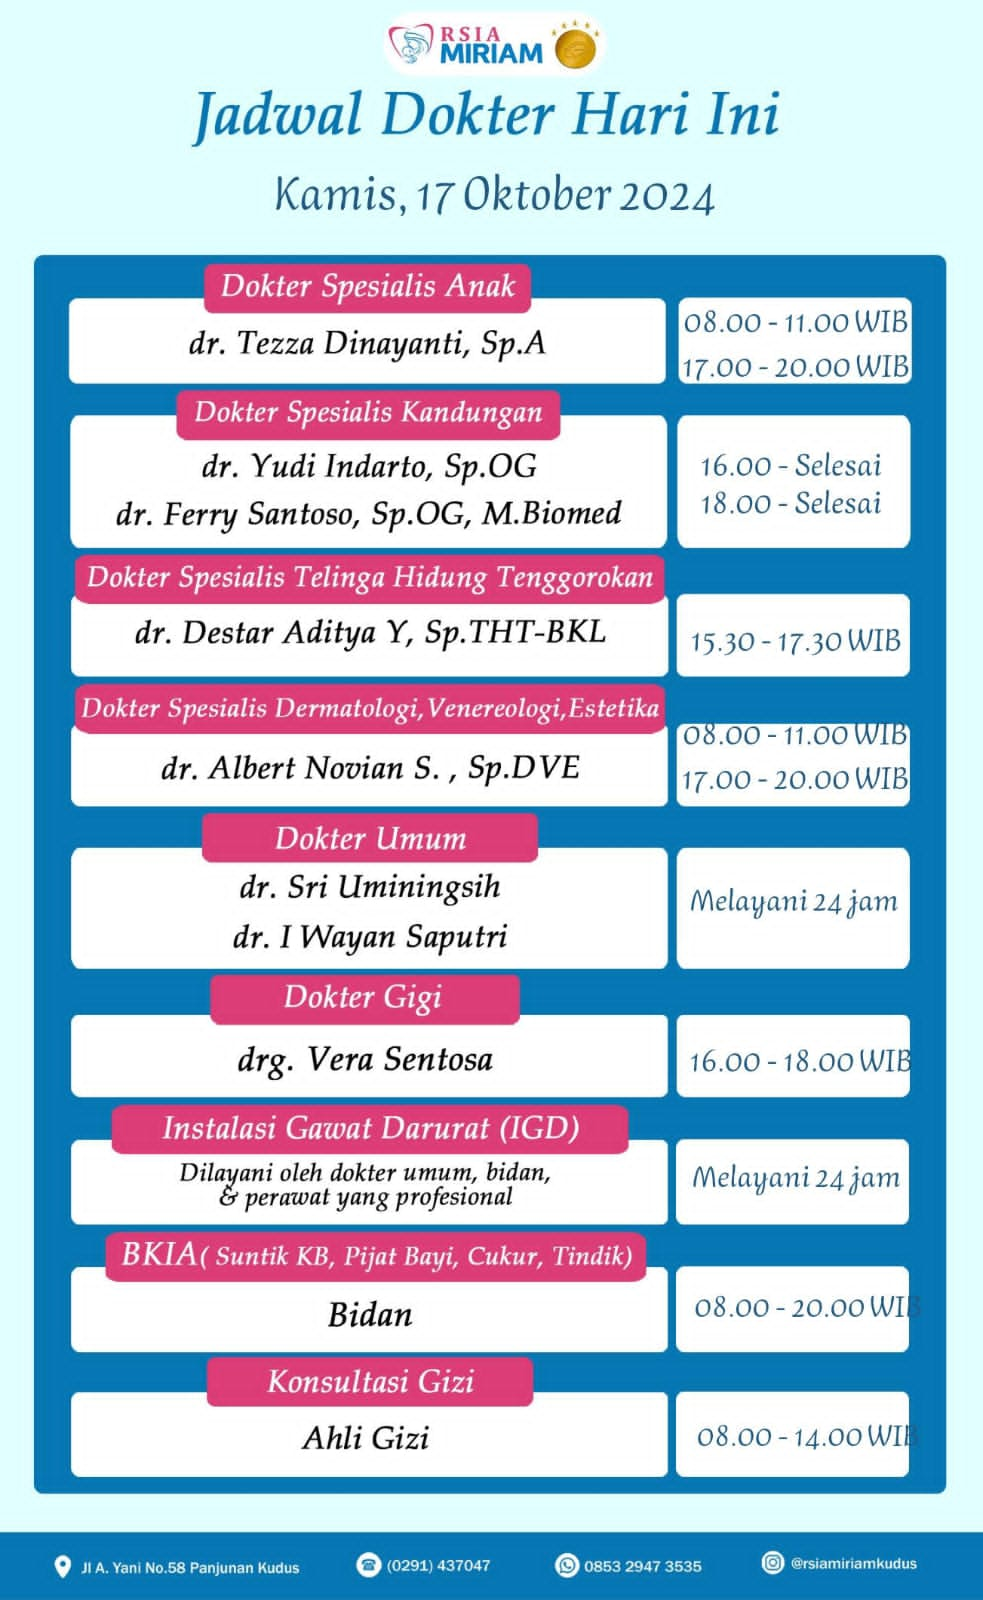 RSIA
MIRIAM
Jadwal Dokter Hari Ini
Kamis, 17 Oktober 2024
Dokter Spesialis Anak
dr. Tezza Dinayanti, Sp.A
08.00 - 11.00 WIB
17.00 - 20.00 WIB
Dokter Spesialis Kandungan
dr. Yudi Indarto, Sp.OG
16.00 - Selesai
dr. Ferry Santoso, Sp.OG, M.Biomed
18.00 - Selesai
Dokter Spesialis Telinga Hidung Tenggorokan
dr. Destar Aditya Y, Sp.THT-BKL
15.30 - 17.30 WIB
Dokter Spesialis Dermatologi,Venereologi,Estetika
dr. Albert Novian S. , Sp.DVE
08.00 - 11.00 WIB
17.00 - 20.00 WIB
Dokter Umum
dr. Sri Uminingsih
dr. I Wayan Saputri
Melayani 24 jam
Dokter Gigi
drg. Vera Sentosa
16.00 - 18.00 WIB
Instalasi Gawat Darurat (IGD)
Dilayani oleh dokter umum, bidan,
& perawat yang profesional
Melayani 24 jam
BKIA( Suntik KB, Pijat Bayi, Cukur, Tindik)
Bidan
08.00 - 20.00 WIB
Konsultasi Gizi
Ahli Gizi
08.00 - 14.00 WIB
Jl A. Yani No.58 Panjunan Kudus
(0291) 437047
0853 2947 3535
@rsiamiriamkudus